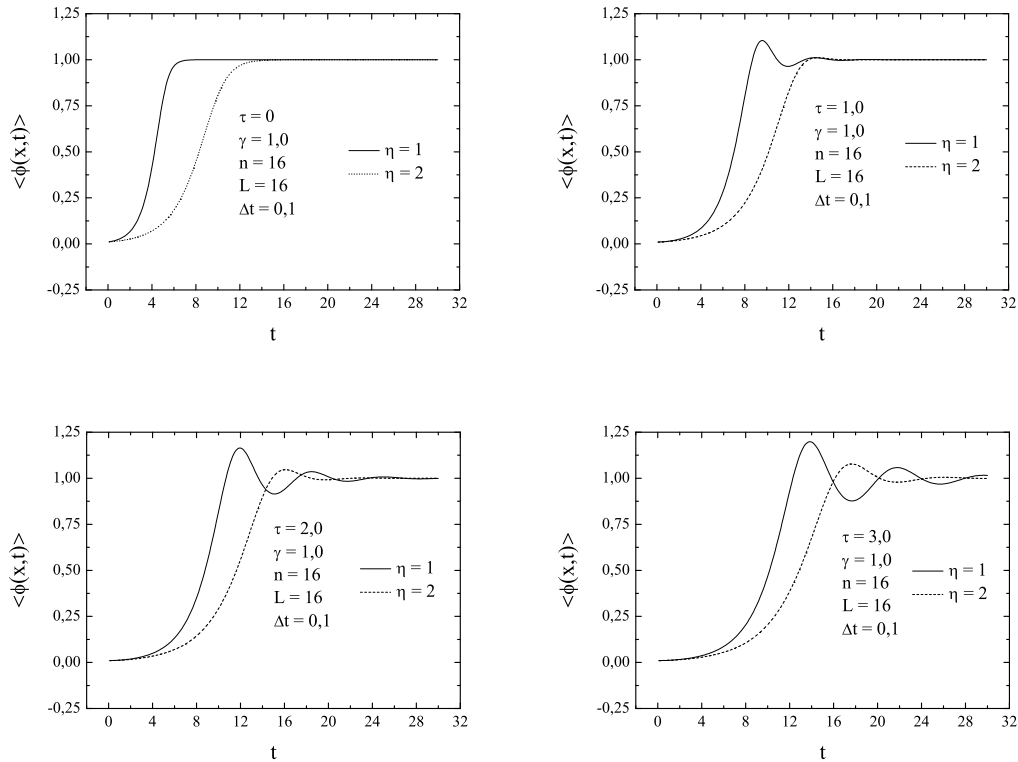 1,25
1,00
0,75
0,50
0,25
0,00
-0,25
<ϕ(x,t)>
τ = 0
γ = 1,0
n = 16
L = 16
Δt = 0,1
η = 1
η = 2
0 4 8 12 16 20 24 28 32
t
1,25
1,00
0,75
0,50
0,25
0,00
-0,25
<ϕ(x,t)>
τ = 1,0
γ = 1,0
n = 16
L = 16
Δt = 0,1
η = 1
η = 2
0 4 8 12 16 20 24 28 32
t
1,25
1,00
0,75
0,50
0,25
0,00
-0,25
<ϕ(x,t)>
τ = 2,0
γ = 1,0
n = 16
L = 16
Δt = 0,1
η = 1
η = 2
0 4 8 12 16 20 24 28 32
t
1,25
1,00
0,75
0,50
0,25
0,00
-0,25
<ϕ(x,t)>
τ = 3,0
γ = 1,0
n = 16
L = 16
Δt = 0,1
η = 1
η = 2
0 4 8 12 16 20 24 28 32
t